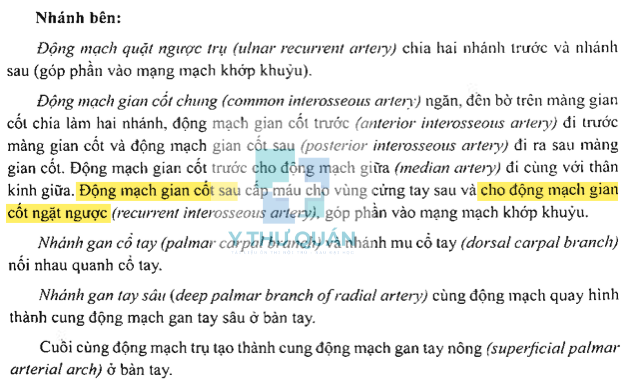 Nhánh bên:
Động mạch quặt ngược trụ (ulnar recurrent artery) chia hai nhánh trước và nhánh
sau (góp phần vào mạng mạch khớp khuỷu).
Động mạch gian cốt chung (common interosseous artery) ngăn, đến bờ trên màng gian
cốt chia làm hai nhánh, động mạch gian cốt trước (anterior interosseous artery) đi trước
màng gian cốt và động mạch gian cốt sau (posterior interosseous artery) đi ra sau màng
gian cốt. Động mạch gian cốt trước cho động mạch giữa (median artery) đi cùng với thân
kinh giữa. Động mạch gian cốt sau cấp máu cho vùng cửng tay sau và cho động mạch gian
cốt ngặt ngược (recurrent interosseous artery), góp phần vào mạng mạch khớp khuỷu.
Nhánh gan cổ tay (palmar carpal branch) và nhánh mu cổ tay (dorsal carpal branch)
nối nhau quanh cổ tay.
Nhánh gan tay sâu (deep palmar branch of radial artery) cùng động mạch quay hình
thành cung động mạch gan tay sâu ở bàn tay.
Cuối cùng động mạch trụ tạo thành cung động mạch gan tay nông (superficial palmar
arterial arch) ở bàn tay.
Y THƯ QUÁN